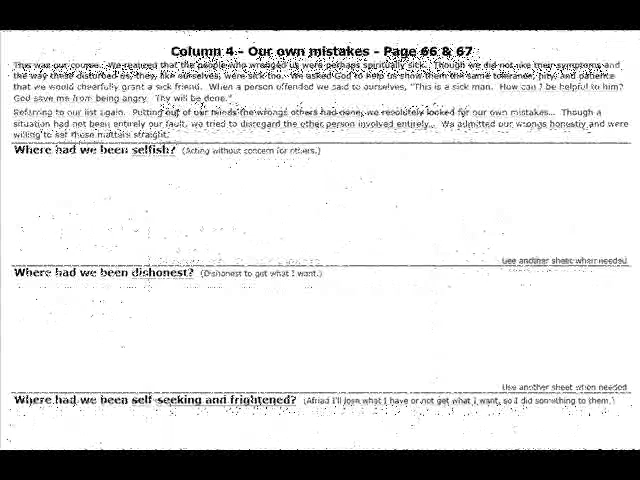 Column 4 - Our own mistakes - Page 66 & 67
This was our course. We realized that the people who wronged us were perhaps spiritually sick. Though we did not like their symptoms and
the way these disturbed us, they, like ourselves, were sick too. We asked God to help us show them the same tolerance, pity, and patience
that we would cheerfully grant a sick friend. When a person offended we said to ourselves, "This is a sick man. How can I be helpful to him?
God save me from being angry. Thy will be done."
Referring to our list again. Putting out of our minds the wrongs others had done, we resolutely looked for our own mistakes... Though a
situation had not been entirely our fault, we tried to disregard the other person involved entirely... We admitted our wrongs honestly and were
willing to set these matters straight.
Where had we been selfish? (Acting without concern for others.)
Use another sheet when needed
Where had we been dishonest? (Dishonest to get what I want.)
Use another sheet when needed
Where had we been self-seeking and frightened? (Afriad I'll lose what I have or not get what I want, so I did something to them.)